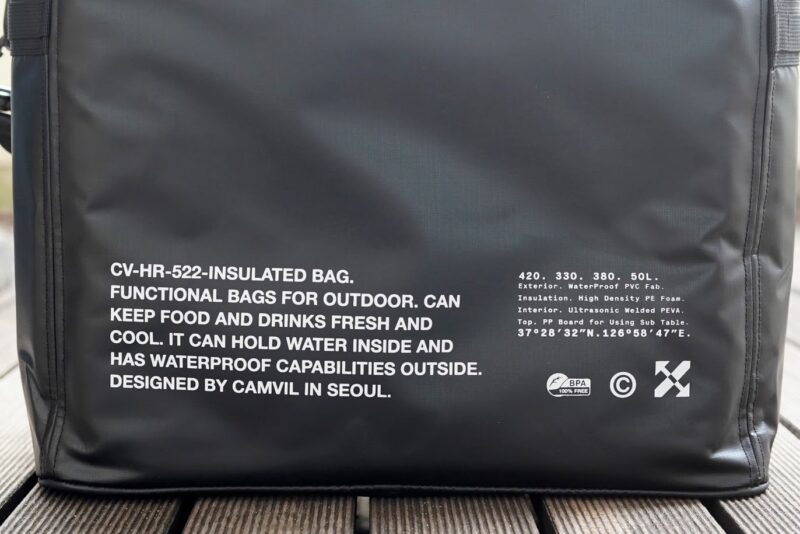 CV-HR-522-INSULATED BAG.
FUNCTIONAL BAGS FOR OUTDOOR. CAN
KEEP FOOD AND DRINKS FRESH AND
COOL. IT CAN HOLD WATER INSIDE AND
HAS WATERPROOF CAPABILITIES OUTSIDE.
DESIGNED BY CAMVIL IN SEOUL.
420. 330. 380. 50L.
Exterior. WaterProof PVC Fab.
Insulation. High Density PE Foam.
Interior. Ultrasonic Welded PEVA.
Top. PP Board for Using Sub Table.
37°28'32"N.126°58'47"E.
BPA
100% FREE
©